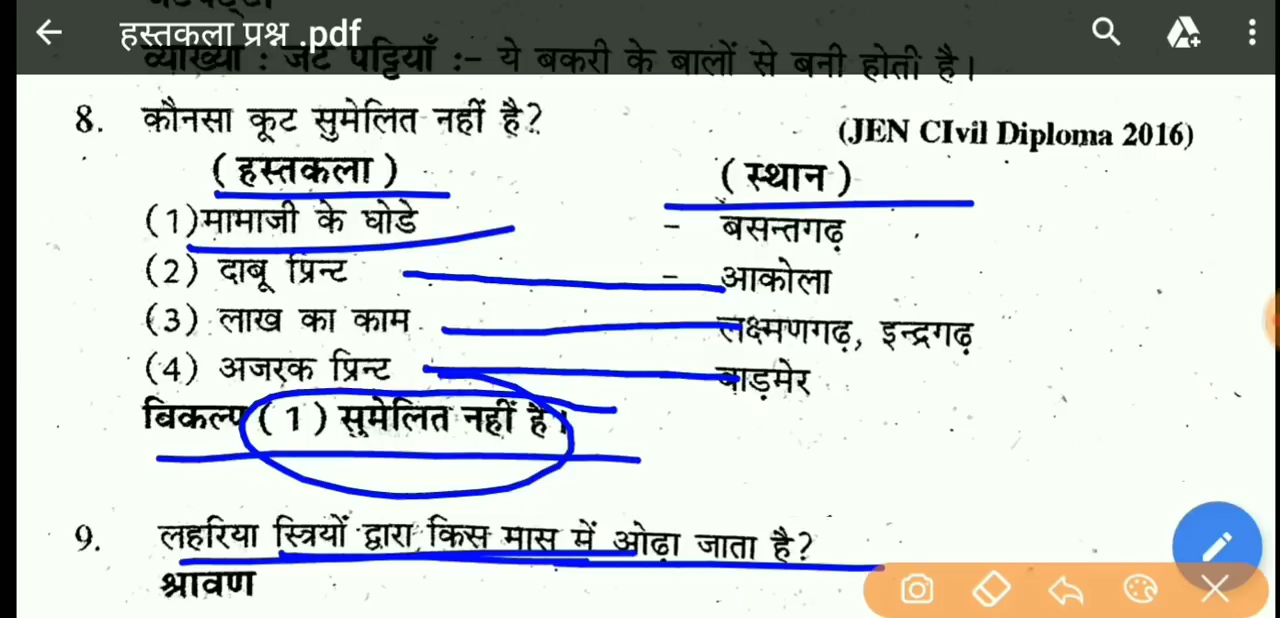 हस्तकला प्रश्न .pdf
व्याख्या : जट पट्टियाँ :- ये बकरी के बालों से बनी होती है।
8. कौनसा कूट सुमेलित नहीं है?
(JEN CIvil Diploma 2016)
(हस्तकला) (स्थान)
(1) मामाजी के घोडे - बसन्तगढ़
(2) दाबू प्रिन्ट - आकोला
(3) लाख का काम लक्ष्मणगढ़, इन्द्रगढ़
(4) अजरक प्रिन्ट बाड़मेर
विकल्प (1) सुमेलित नहीं है।
9. लहरिया स्त्रियों द्वारा किस मास में ओढ़ा जाता है?
श्रावण